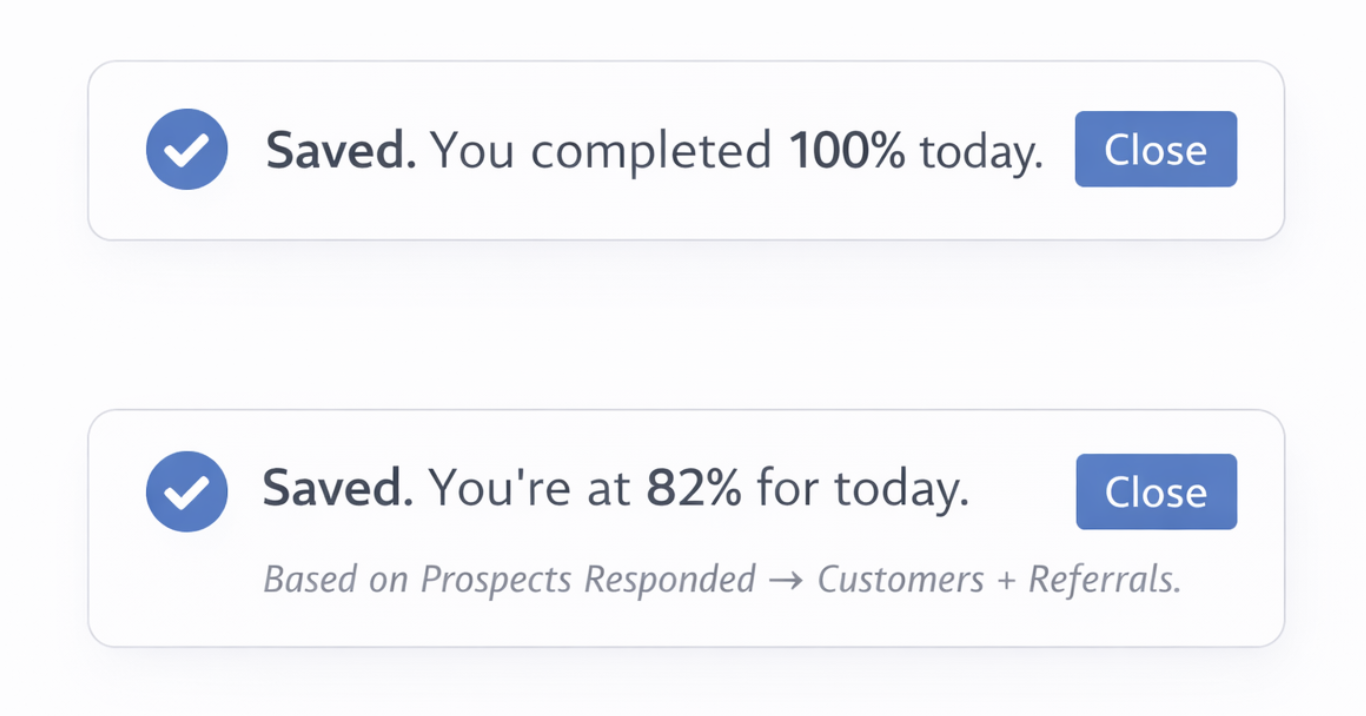 Saved. You completed 100% today. Close
Saved. You're at 82% for today. Close
Based on Prospects Responded → Customers + Referrals.